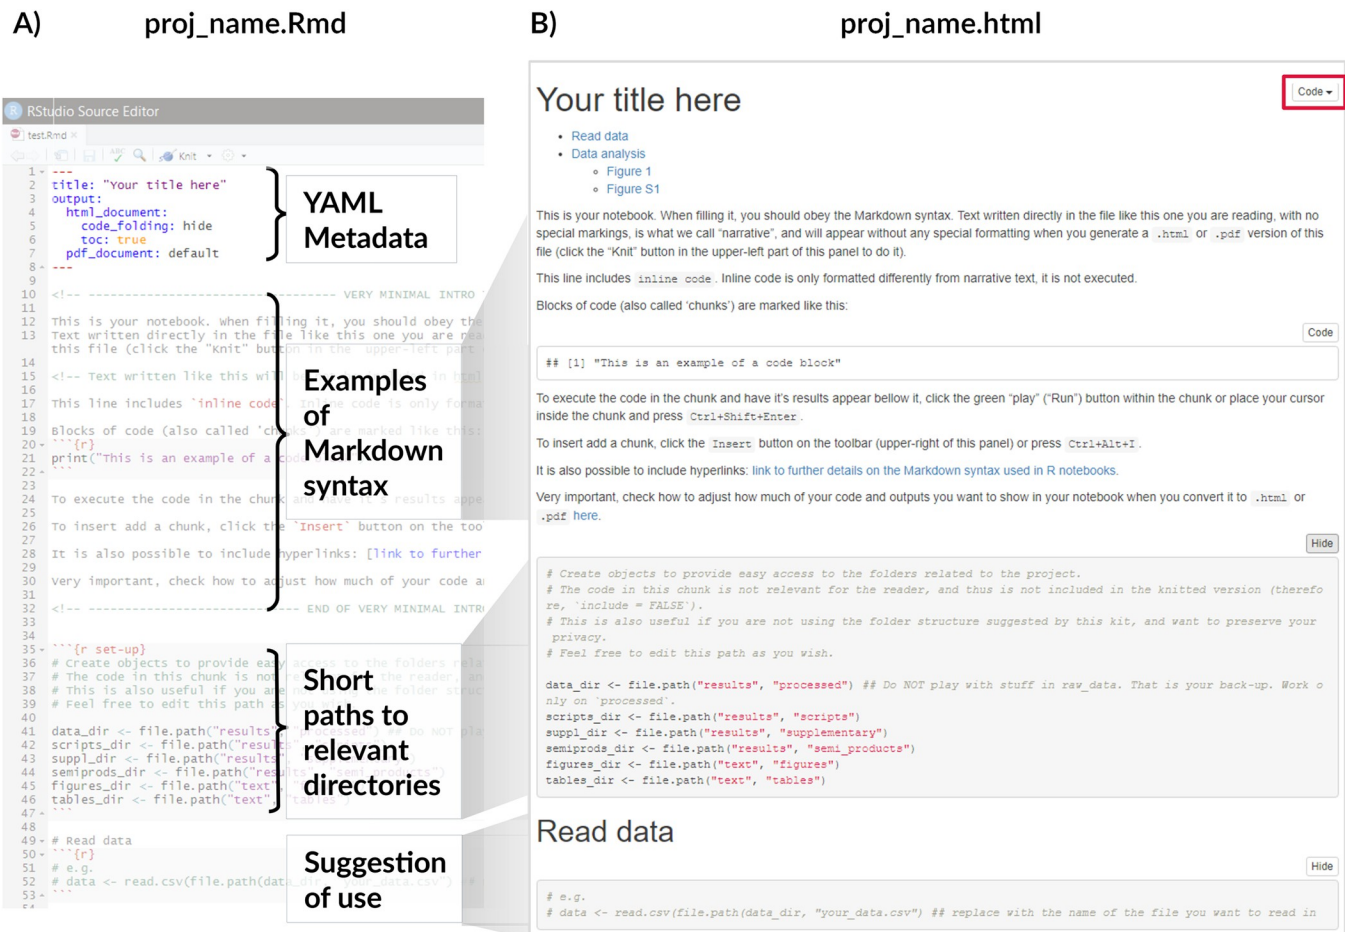 A) proj_name.Rmd
B) proj_name.html
RStudio Source Editor
test.Rmd ×
ABC Knit
1 ---
2 title: "Your title here"
3 output:
4 html_document:
5 code_folding: hide
6 toc: true
7 pdf_document: default
8 ---
9
YAML
Metadata
10 <!-- -------------------------------- VERY MINIMAL INTRO
11
12 This is your notebook. When filling it, you should obey the
13 Text written directly in the file like this one you are
this file (click the "Knit" button in the upper-left part
14
15 <!-- Text written like this will
16
17 This line includes `inline code`. Inline code is only
18
19 Blocks of code (also called 'chunks') are marked like this:
20 ```{r}
21 print("This is an example of a
22 ```
23
24 To execute the code in the chunk and have it's results
25
26 To insert add a chunk, click the `Insert` button on the
27
28 It is also possible to include hyperlinks: [link to further
29
30 Very important, check how to adjust how much of your code
31
32 <!-- ---------------------------- END OF VERY MINIMAL
33
34
Examples
of
Markdown
syntax
35 ```{r set-up}
36 # Create objects to provide easy access to the folders
37 # The code in this chunk is not relevant for the reader,
38 # This is also useful if you are
39 # Feel free to edit this path as
40
41 data_dir <- file.path("results", "processed") ## Do NOT
42 scripts_dir <- file.path("results",
43 suppl_dir <- file.path("results",
44 semiprods_dir <- file.path("results", "semi_products")
45 figures_dir <- file.path("text",
46 tables_dir <- file.path("text", "tables")
47 ```
48
Short
paths to
relevant
directories
49 # Read data
50 ```{r}
51 # e.g.
52 # data <- read.csv(file.path(data_dir, "your_data.csv")
53 ```
Suggestion
of use
Your title here
Code
• Read data
• Data analysis
◦ Figure 1
◦ Figure S1
This is your notebook. When filling it, you should obey the Markdown syntax. Text written directly in the file like this one you are reading, with no
special markings, is what we call “narrative”, and will appear without any special formatting when you generate a .html or .pdf version of this
file (click the “Knit” button in the upper-left part of this panel to do it).
This line includes inline code. Inline code is only formatted differently from narrative text, it is not executed.
Blocks of code (also called ‘chunks’) are marked like this:
Code
## [1] "This is an example of a code block"
To execute the code in the chunk and have it’s results appear bellow it, click the green “play” (“Run”) button within the chunk or place your cursor
inside the chunk and press Ctrl+Shift+Enter.
To insert add a chunk, click the Insert button on the toolbar (upper-right of this panel) or press Ctrl+Alt+I.
It is also possible to include hyperlinks: link to further details on the Markdown syntax used in R notebooks.
Very important, check how to adjust how much of your code and outputs you want to show in your notebook when you convert it to .html or
.pdf here.
Hide
# Create objects to provide easy access to the folders related to the project.
# The code in this chunk is not relevant for the reader, and thus is not included in the knitted version (therefo
re, `include = FALSE`).
# This is also useful if you are not using the folder structure suggested by this kit, and want to preserve your
privacy.
# Feel free to edit this path as you wish.
data_dir <- file.path("results", "processed") ## Do NOT play with stuff in raw_data. That is your back-up. Work o
nly on `processed`.
scripts_dir <- file.path("results", "scripts")
suppl_dir <- file.path("results", "supplementary")
semiprods_dir <- file.path("results", "semi_products")
figures_dir <- file.path("text", "figures")
tables_dir <- file.path("text", "tables")
Read data
Hide
# e.g.
# data <- read.csv(file.path(data_dir, "your_data.csv") ## replace with the name of the file you want to read in